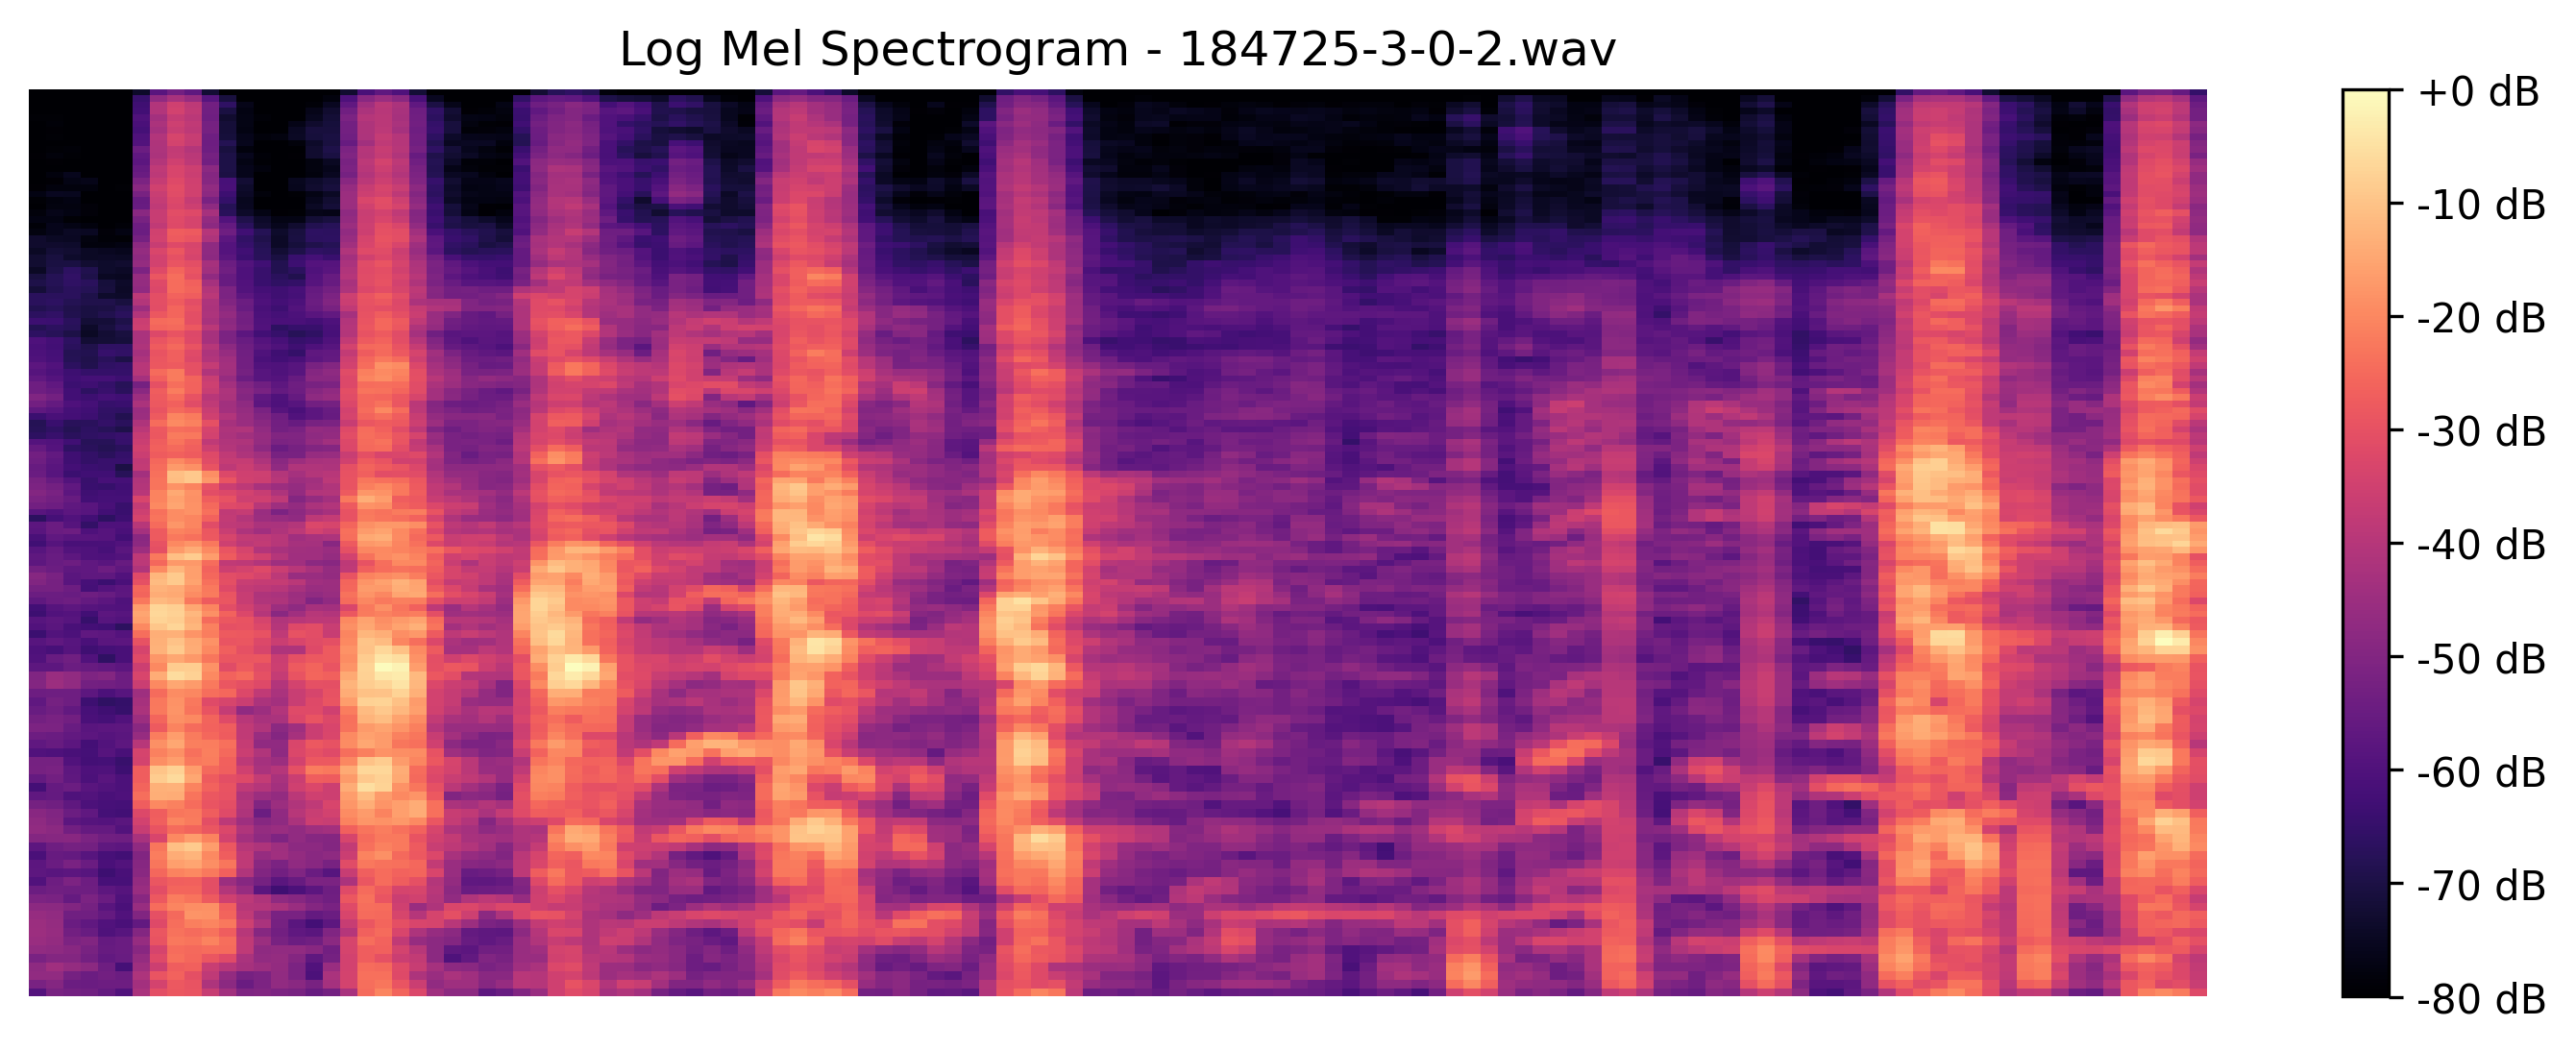 Log Mel Spectrogram - 184725-3-0-2.wav
+0 dB
-10 dB
-20 dB
-30 dB
-40 dB
-50 dB
-60 dB
-70 dB
-80 dB